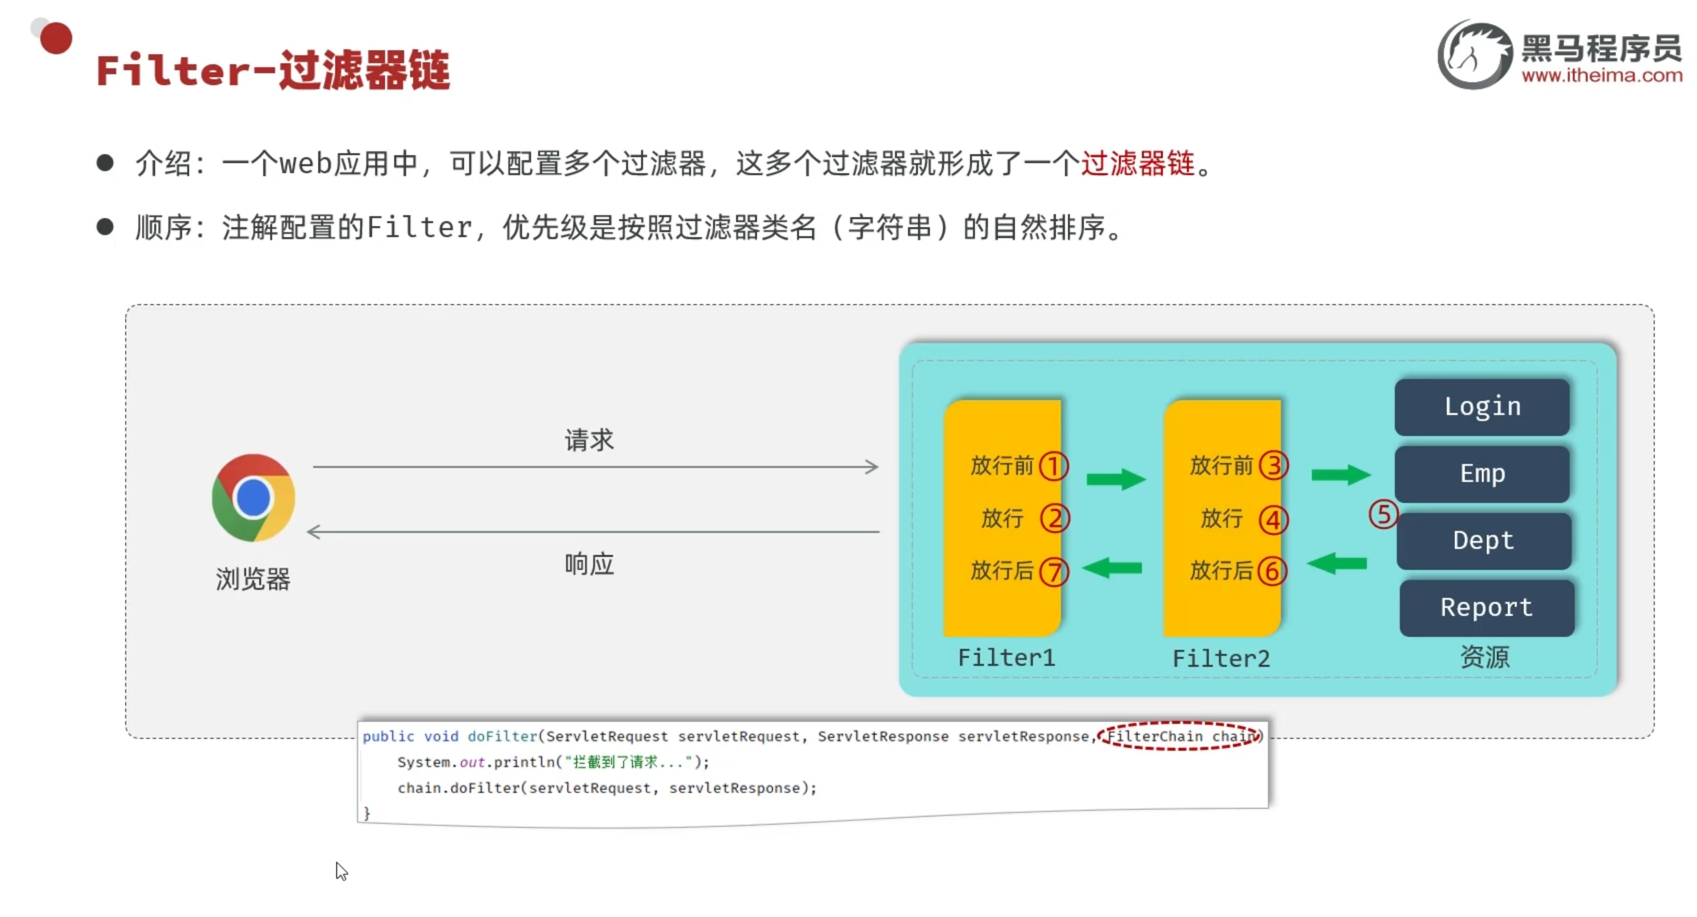 Filter-过滤器链
黑马程序员
www.itheima.com
介绍：一个web应用中，可以配置多个过滤器，这多个过滤器就形成了一个过滤器链。
顺序：注解配置的Filter，优先级是按照过滤器类名（字符串）的自然排序。
请求
响应
浏览器
放行前①
放行②
放行后⑦
Filter1
放行前③
放行④
放行后⑥
Filter2
⑤
Login
Emp
Dept
Report
资源
public void doFilter(ServletRequest servletRequest, ServletResponse servletResponse, FilterChain chain)
System.out.println("拦截到了请求...");
chain.doFilter(servletRequest, servletResponse);
}